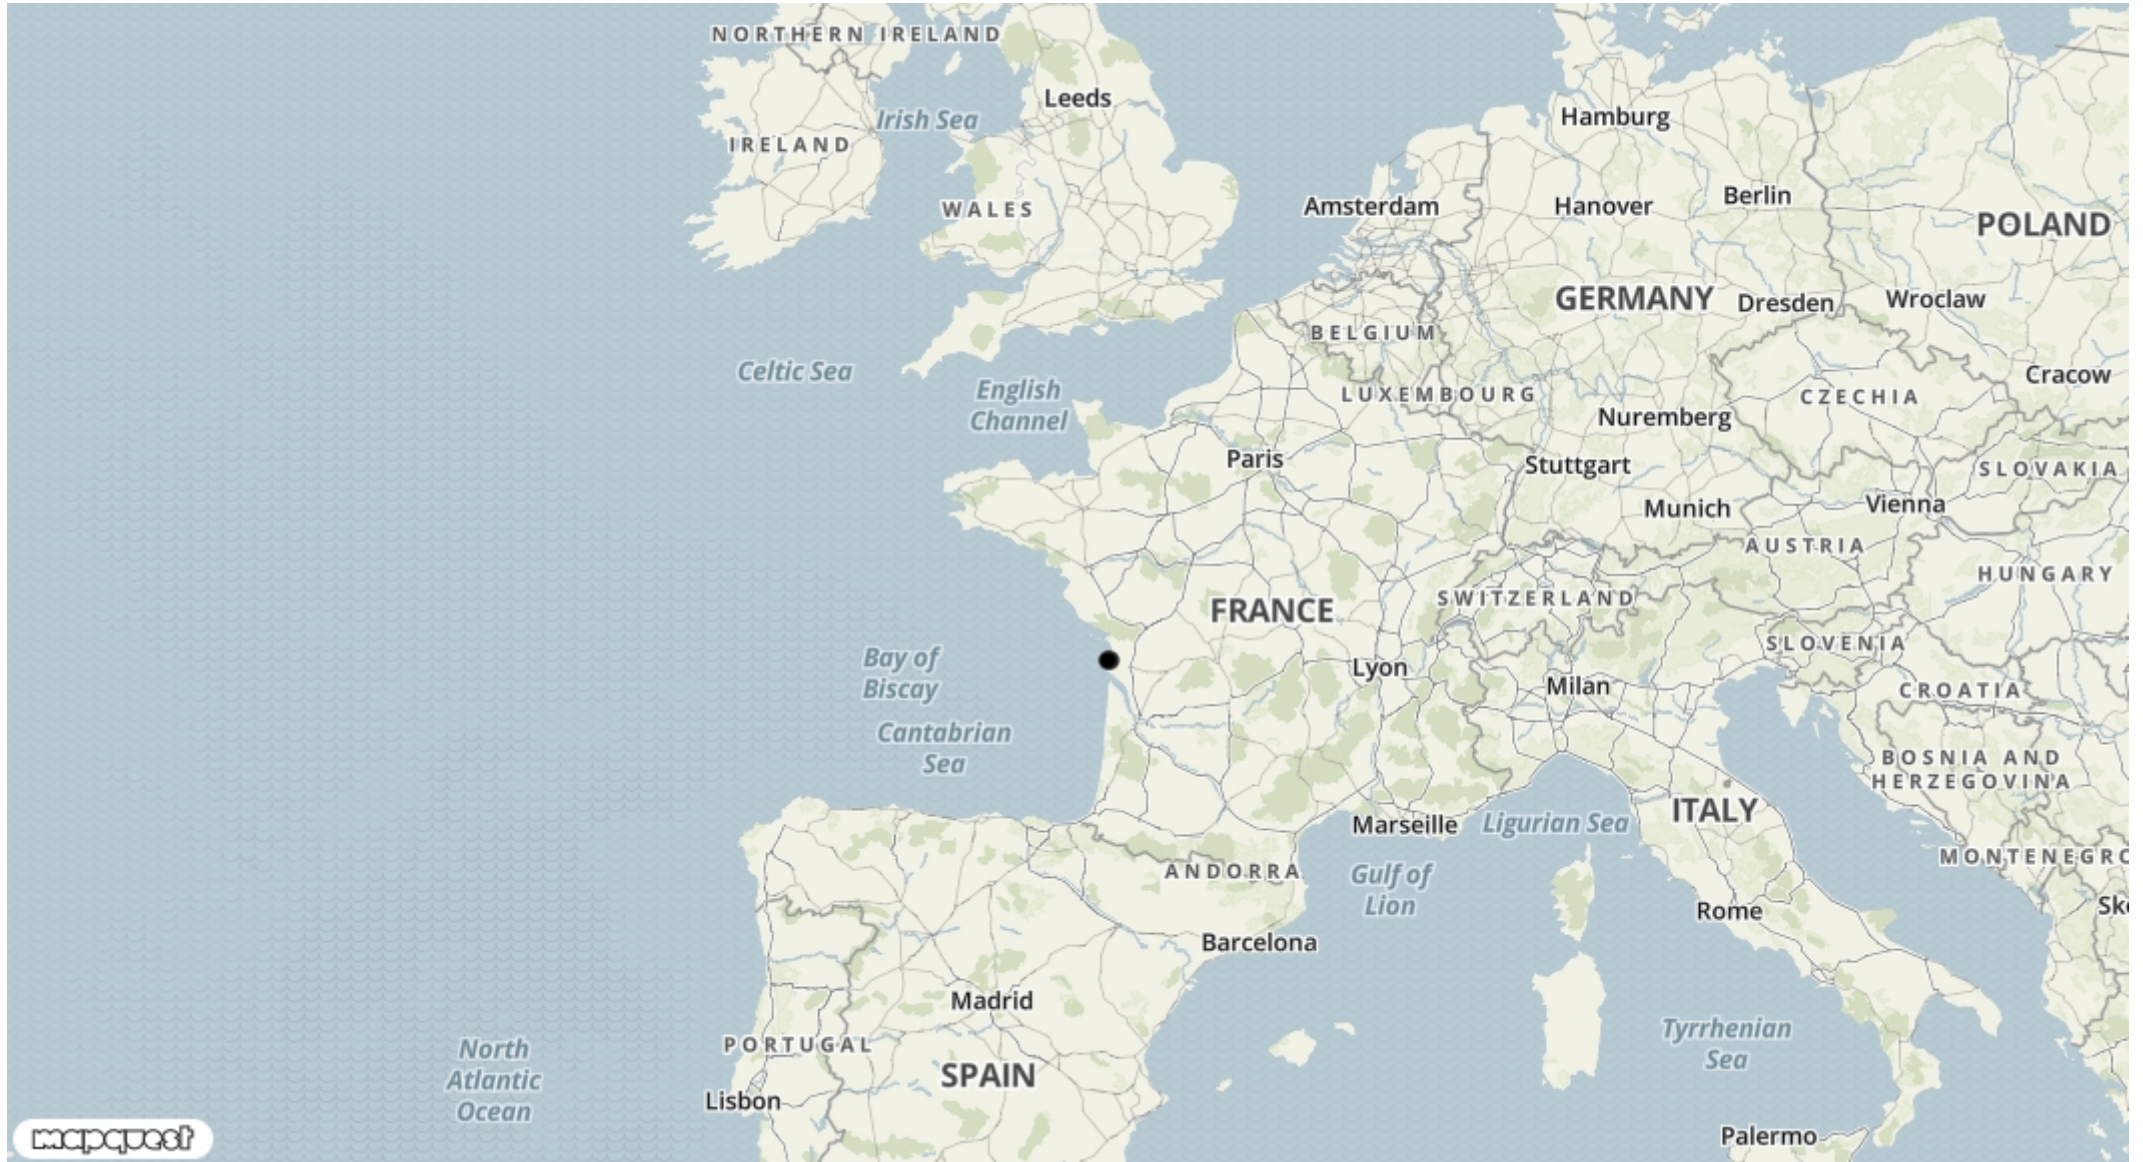 NORTHERN IRELAND
Leeds
Irish Sea
Hamburg
IRELAND
Amsterdam
Hanover
Berlin
WALES
POLAND
GERMANY
Dresden
Wroclaw
BELGIUM
Celtic Sea
English
Channel
LUXEMBOURG
Cracow
CZECHIA
Nuremberg
Paris
Stuttgart
SLOVAKIA
Munich
Vienna
AUSTRIA
HUNGARY
SWITZERLAND
FRANCE
SLOVENIA
Bay of
Biscay
Lyon
Milan
CROATIA
Cantabrian
Sea
BOSNIA AND
HERZEGOVINA
ITALY
Marseille
Ligurian Sea
MONTENEGRO
ANDORRA
Gulf of
Lion
Rome
Sk
Barcelona
Madrid
Tyrrhenian
Sea
PORTUGAL
North
Atlantic
Ocean
SPAIN
Lisbon
Palermo
mapquest